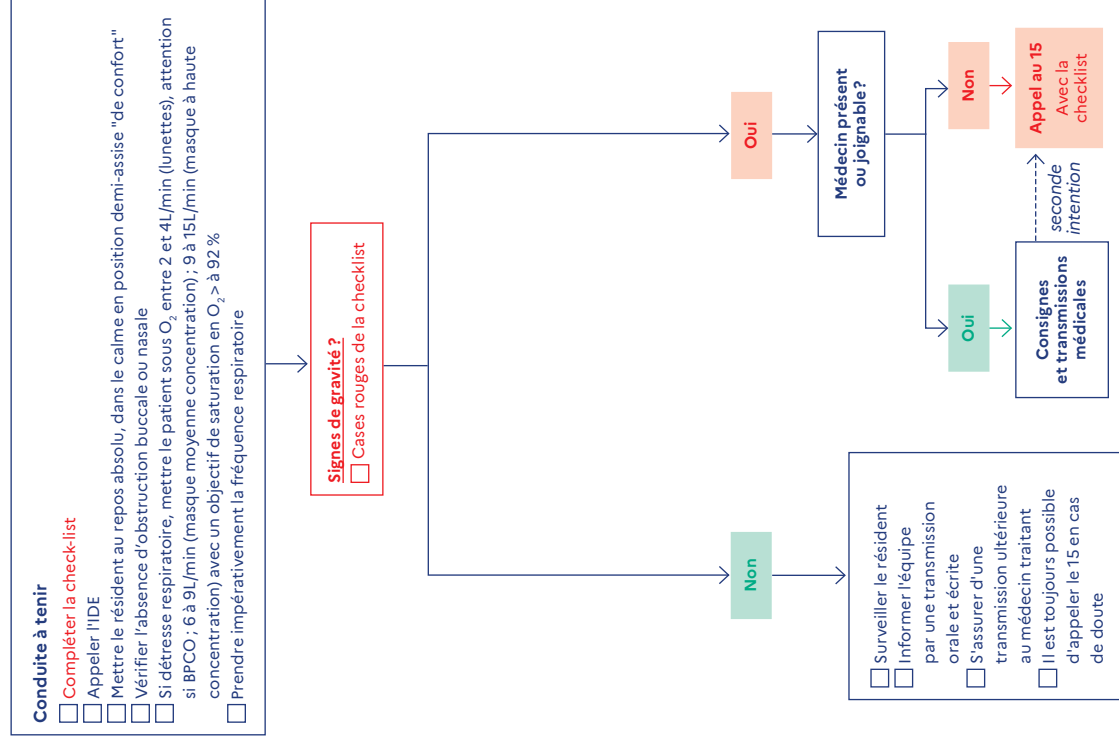 Conduite à tenir
Compléter la check-list
Appeler l'IDE
Mettre le résident au repos absolu, dans le calme en position demi-assise "de confort"
Vérifier l'absence d'obstruction buccale ou nasale
Si détresse respiratoire, mettre le patient sous O₂ entre 2 et 4L/min (lunettes), attention
si BPCO ; 6 à 9L/min (masque moyenne concentration) ; 9 à 15L/min (masque à haute
concentration) avec un objectif de saturation en O₂ > à 92 %
Prendre impérativement la fréquence respiratoire
Signes de gravité ?
Cases rouges de la checklist
Non
Surveiller le résident
Informer l'équipe
par une transmission
orale et écrite
S'assurer d'une
transmission ultérieure
au médecin traitant
Il est toujours possible
d'appeler le 15 en cas
de doute
Oui
Médecin présent
ou joignable ?
Oui
Consignes
et transmissions
médicales
seconde
intention
Non
Appel au 15
Avec la
checklist